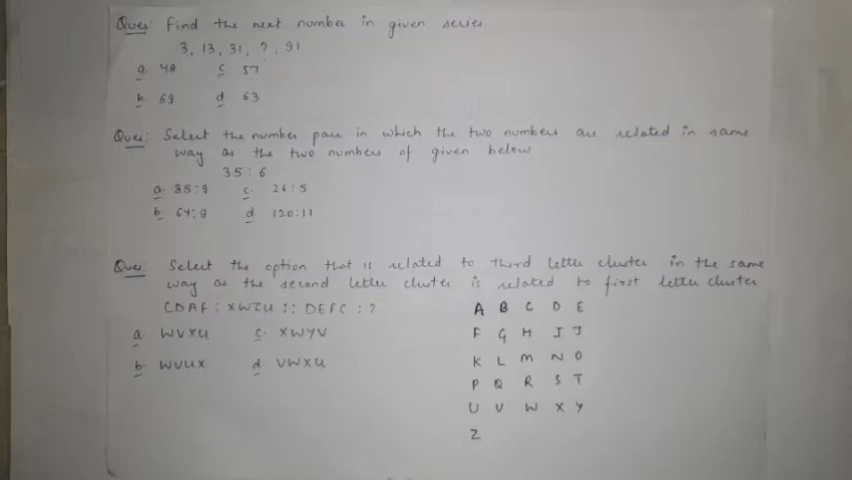 Ques: Find the next number in given series.
3, 13, 31, ?, 91
a. 48 c. 57
b. 69 d. 63
Ques: Select the number pair in which the two numbers are related in same
way as the two numbers of given below
35 : 6
a. 85:9 c. 26:5
b. 64:8 d. 120:11
Ques: Select the option that is related to third letter cluster in the same
way as the second letter cluster is related to first letter cluster
CDAF : XWZU :: DEFC : ?
a. WVXU c. XWYV
b. WVUX d. VWXU
A B C D E
F G H I J
K L M N O
P Q R S T
U V W X Y
Z